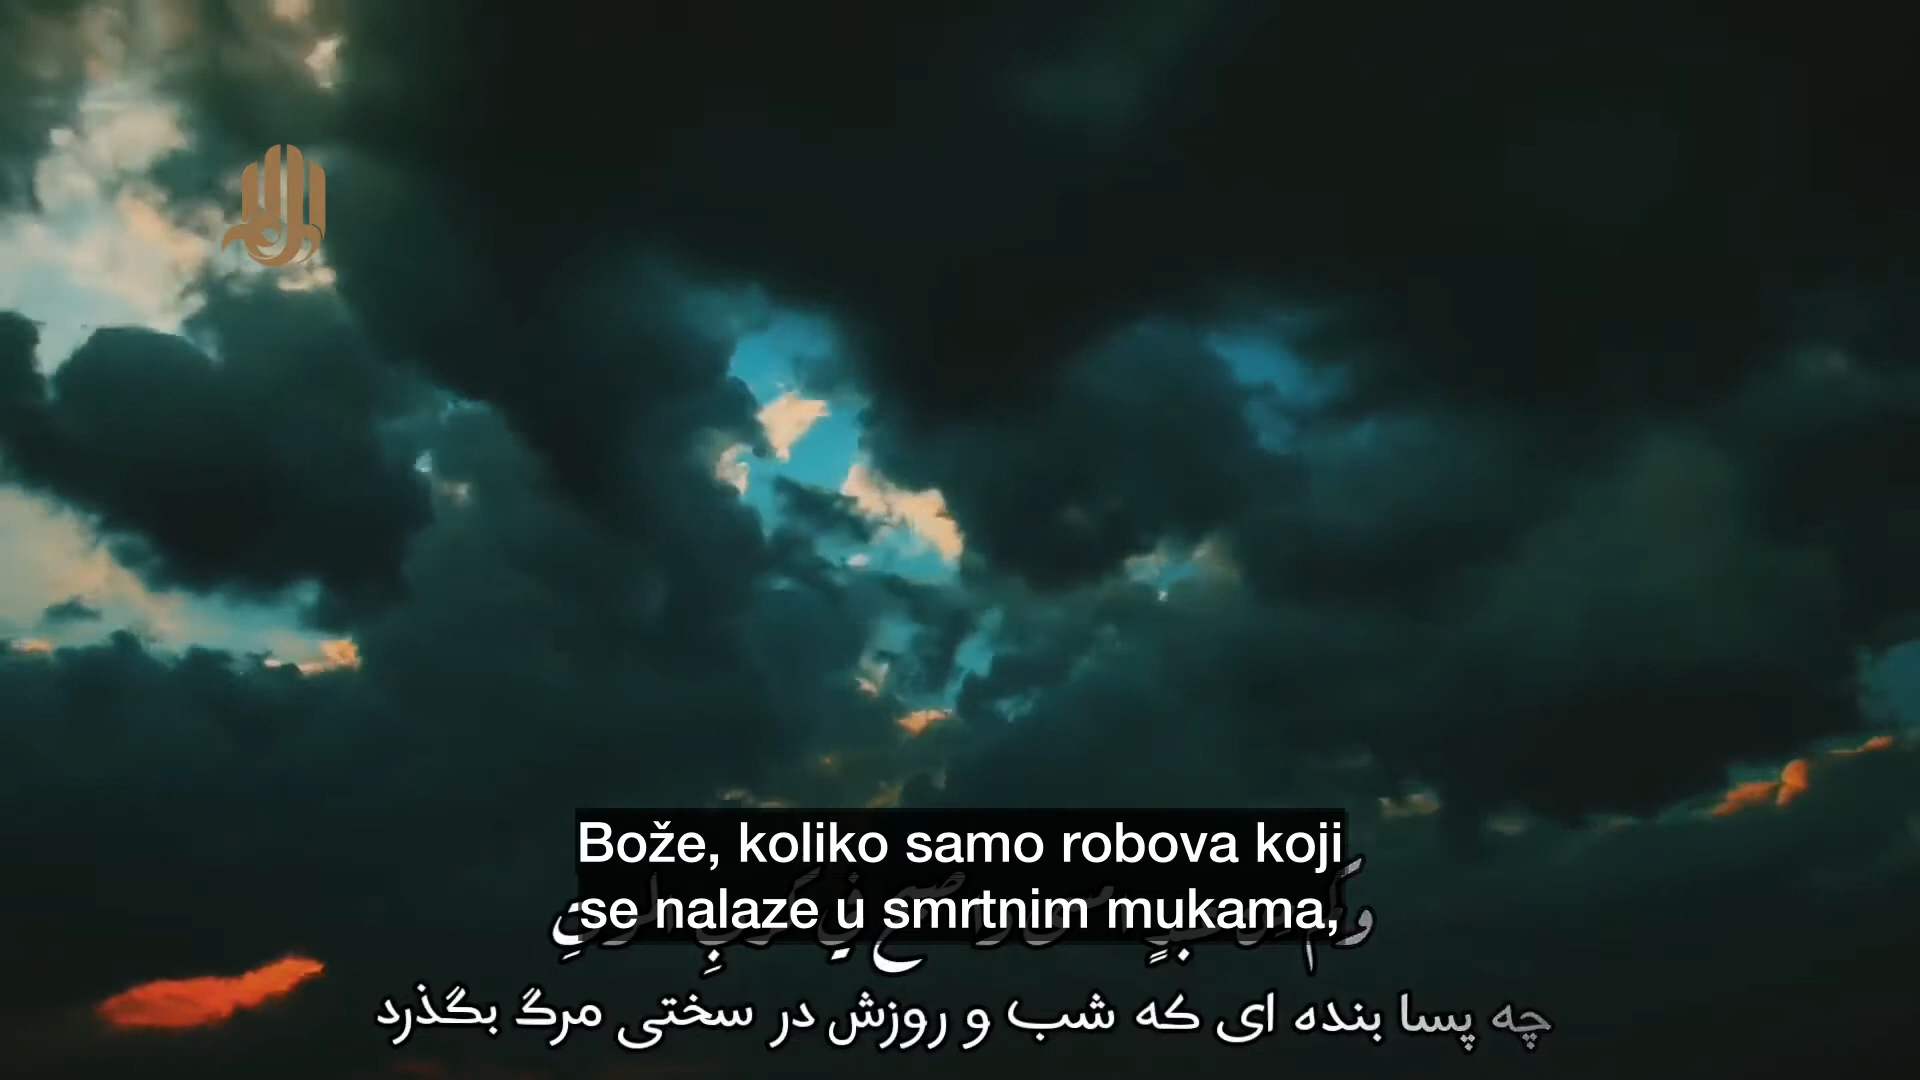 Bože, koliko samo robova koji
se nalaze u smrtnim mukama,
چه پسا بنده ای که شب و روزش در سختی مرگ بگذرد